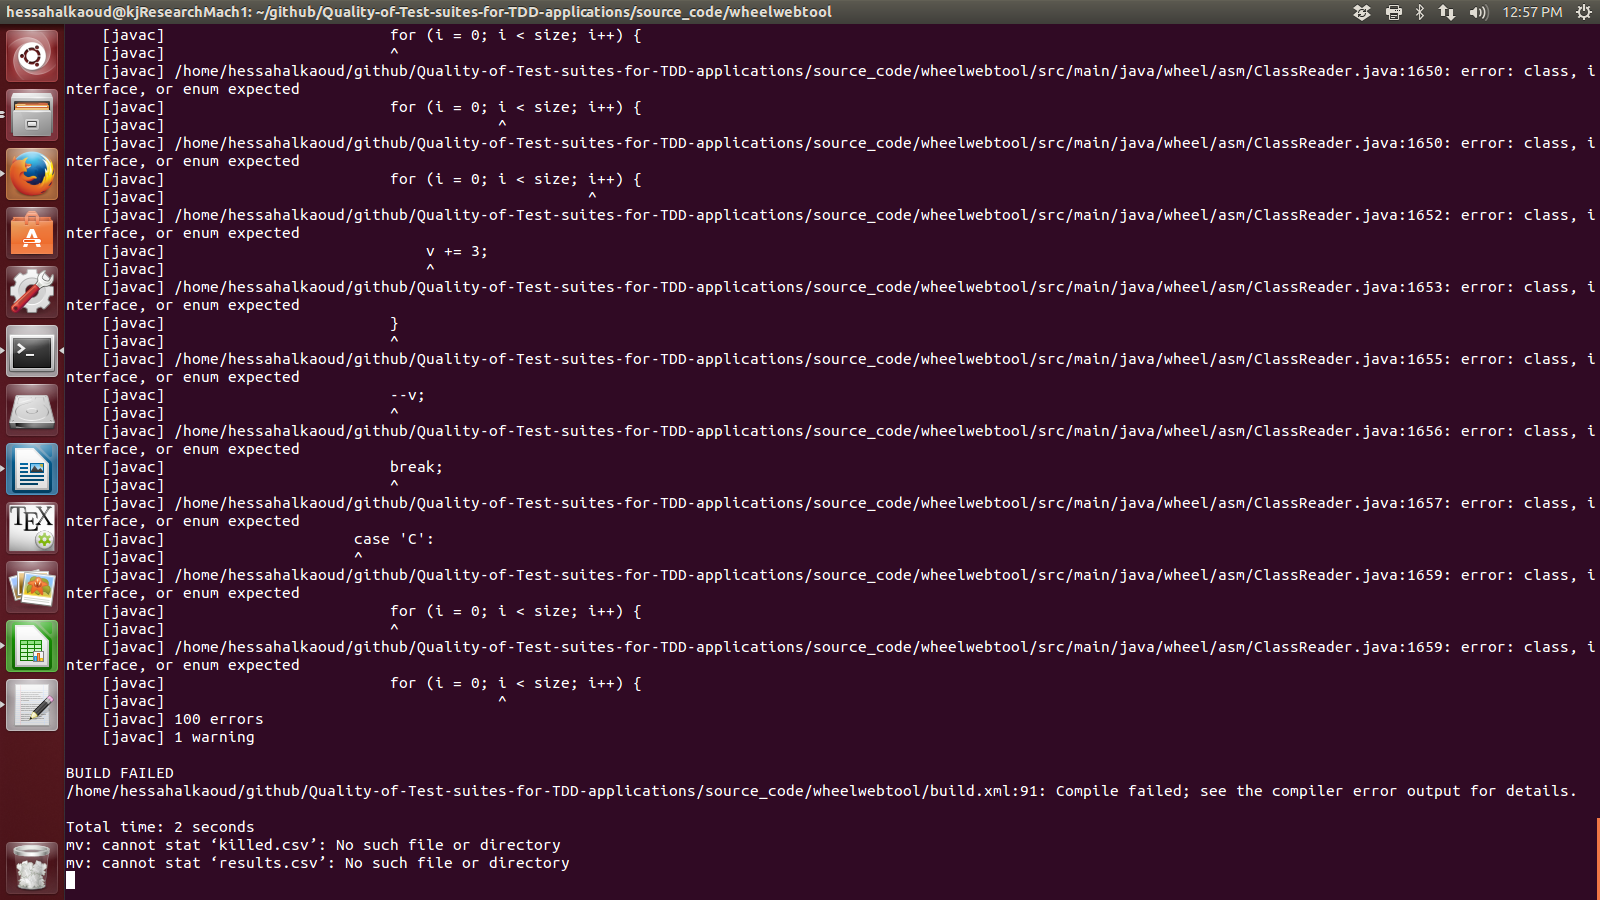 hessahalkaoud@kjResearchMach1: ~/github/Quality-of-Test-suites-for-TDD-applications/source_code/wheelwebtool
12:57 PM
[javac]                         for (i = 0; i < size; i++) {
[javac]                         ^
[javac] /home/hessahalkaoud/github/Quality-of-Test-suites-for-TDD-applications/source_code/wheelwebtool/src/main/java/wheel/asm/ClassReader.java:1650: error: class, i
nterface, or enum expected
[javac]                         for (i = 0; i < size; i++) {
[javac]                                     ^
[javac] /home/hessahalkaoud/github/Quality-of-Test-suites-for-TDD-applications/source_code/wheelwebtool/src/main/java/wheel/asm/ClassReader.java:1650: error: class, i
nterface, or enum expected
[javac]                         for (i = 0; i < size; i++) {
[javac]                                               ^
[javac] /home/hessahalkaoud/github/Quality-of-Test-suites-for-TDD-applications/source_code/wheelwebtool/src/main/java/wheel/asm/ClassReader.java:1652: error: class, i
nterface, or enum expected
[javac]                             v += 3;
[javac]                             ^
[javac] /home/hessahalkaoud/github/Quality-of-Test-suites-for-TDD-applications/source_code/wheelwebtool/src/main/java/wheel/asm/ClassReader.java:1653: error: class, i
nterface, or enum expected
[javac]                         }
[javac]                         ^
[javac] /home/hessahalkaoud/github/Quality-of-Test-suites-for-TDD-applications/source_code/wheelwebtool/src/main/java/wheel/asm/ClassReader.java:1655: error: class, i
nterface, or enum expected
[javac]                         --v;
[javac]                         ^
[javac] /home/hessahalkaoud/github/Quality-of-Test-suites-for-TDD-applications/source_code/wheelwebtool/src/main/java/wheel/asm/ClassReader.java:1656: error: class, i
nterface, or enum expected
[javac]                         break;
[javac]                         ^
[javac] /home/hessahalkaoud/github/Quality-of-Test-suites-for-TDD-applications/source_code/wheelwebtool/src/main/java/wheel/asm/ClassReader.java:1657: error: class, i
nterface, or enum expected
[javac]                     case 'C':
[javac]                     ^
[javac] /home/hessahalkaoud/github/Quality-of-Test-suites-for-TDD-applications/source_code/wheelwebtool/src/main/java/wheel/asm/ClassReader.java:1659: error: class, i
nterface, or enum expected
[javac]                         for (i = 0; i < size; i++) {
[javac]                         ^
[javac] /home/hessahalkaoud/github/Quality-of-Test-suites-for-TDD-applications/source_code/wheelwebtool/src/main/java/wheel/asm/ClassReader.java:1659: error: class, i
nterface, or enum expected
[javac]                         for (i = 0; i < size; i++) {
[javac]                                     ^
[javac] 100 errors
[javac] 1 warning
BUILD FAILED
/home/hessahalkaoud/github/Quality-of-Test-suites-for-TDD-applications/source_code/wheelwebtool/build.xml:91: Compile failed; see the compiler error output for details.
Total time: 2 seconds
mv: cannot stat ‘killed.csv’: No such file or directory
mv: cannot stat ‘results.csv’: No such file or directory
TEX